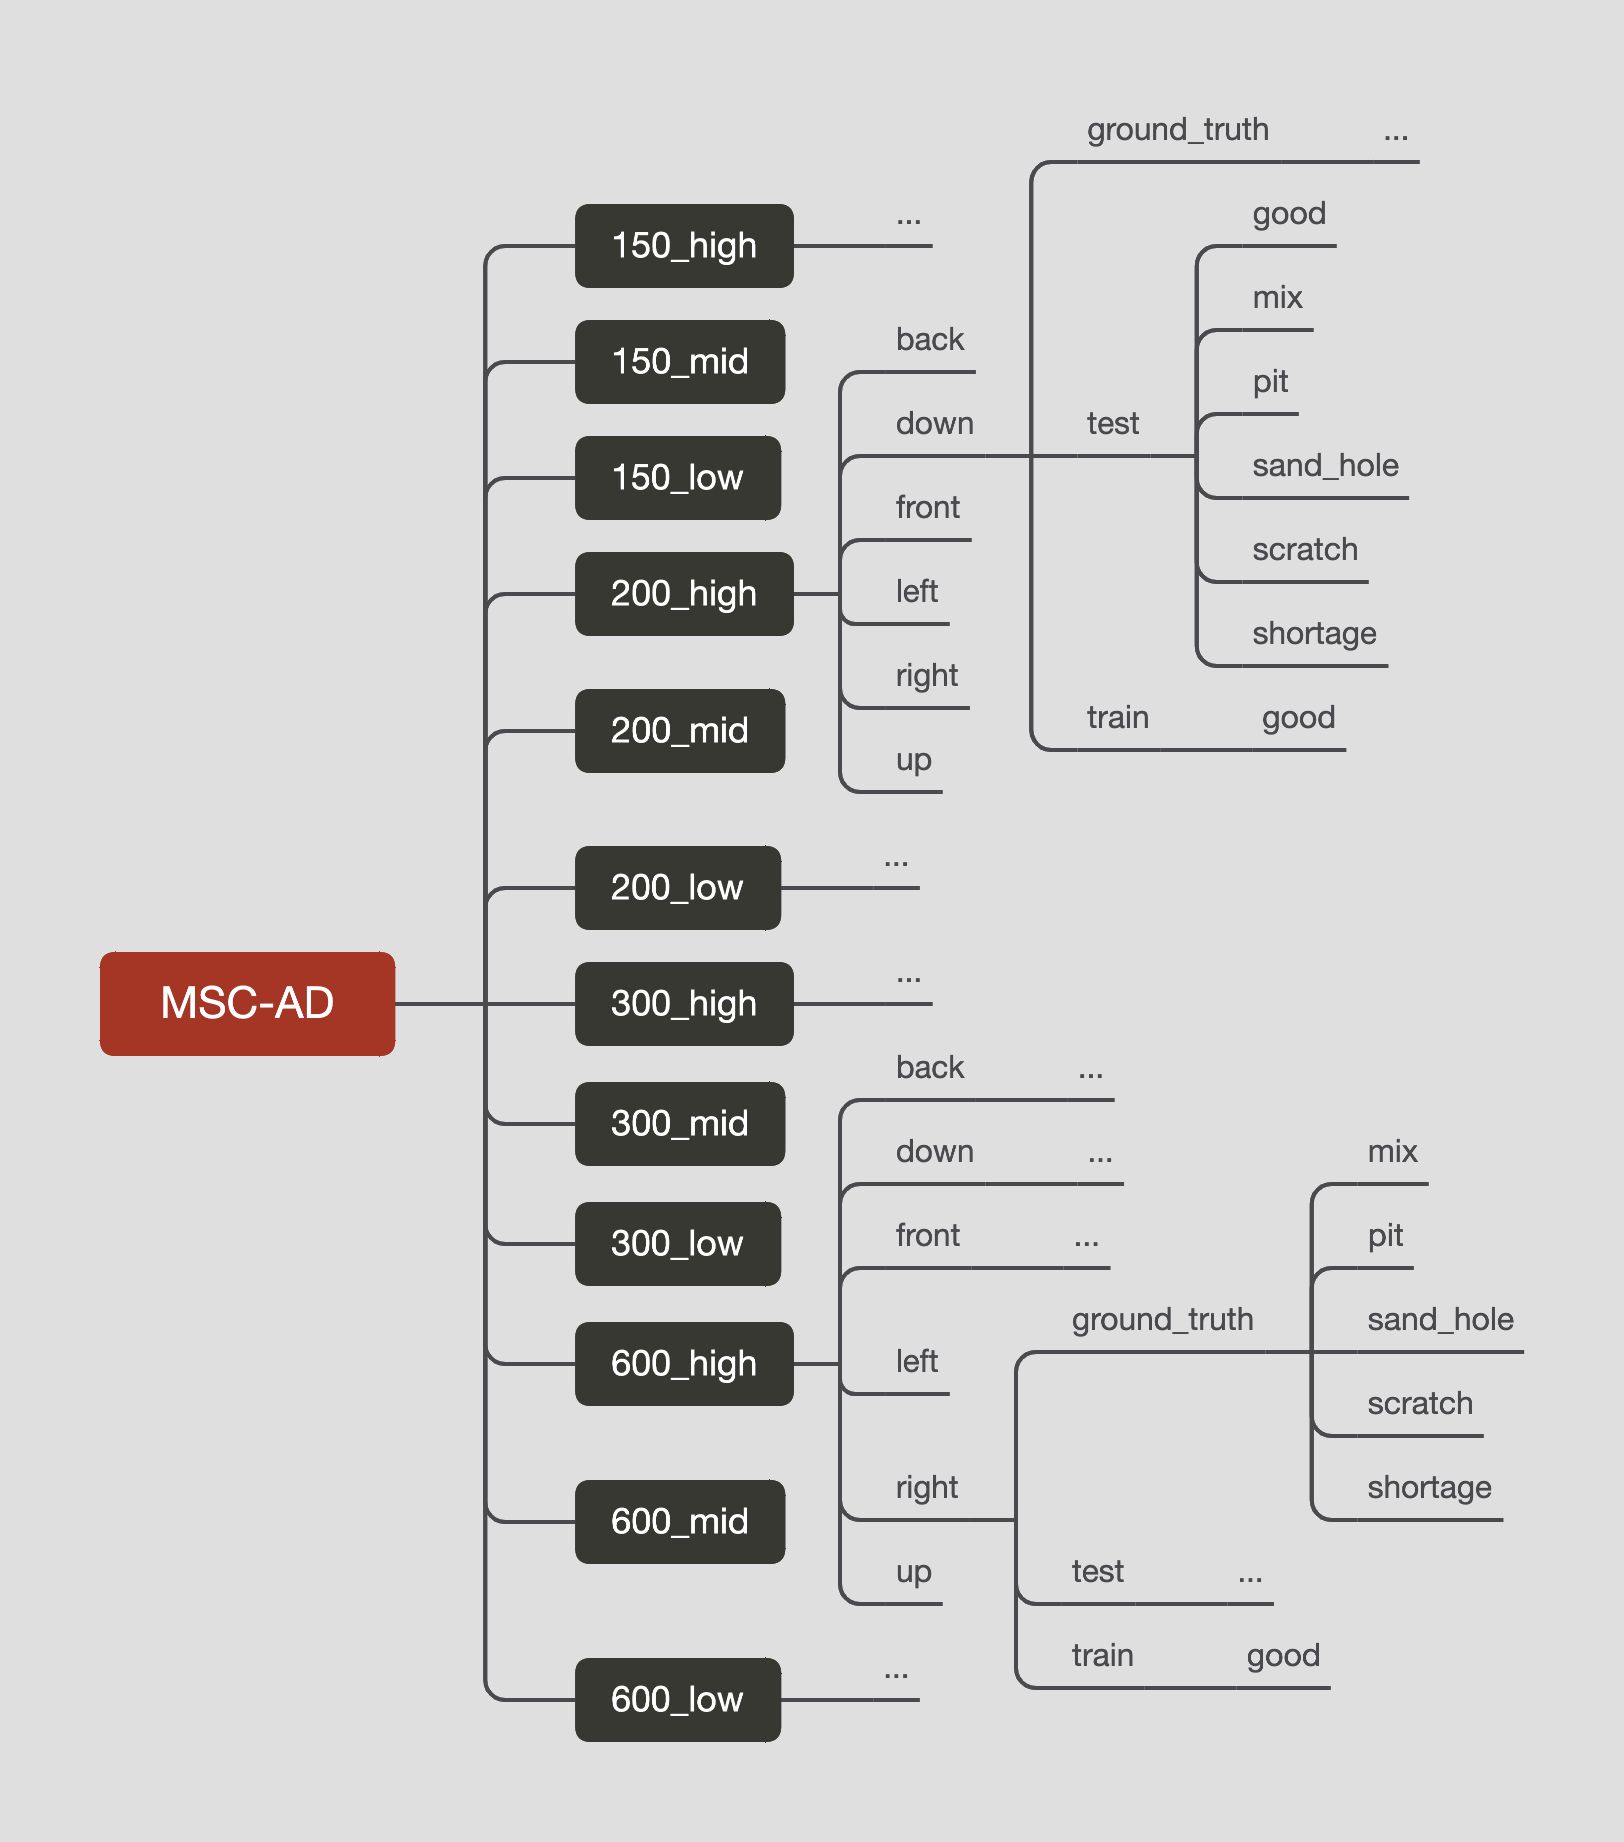 MSC-AD
150_high
...
150_mid
150_low
200_high
back
down
ground_truth
...
test
good
mix
pit
sand_hole
scratch
shortage
train
good
front
left
right
up
200_mid
200_low
...
300_high
...
300_mid
300_low
600_high
back
...
down
...
front
...
left
right
ground_truth
mix
pit
sand_hole
scratch
shortage
test
...
train
good
up
600_mid
600_low
...